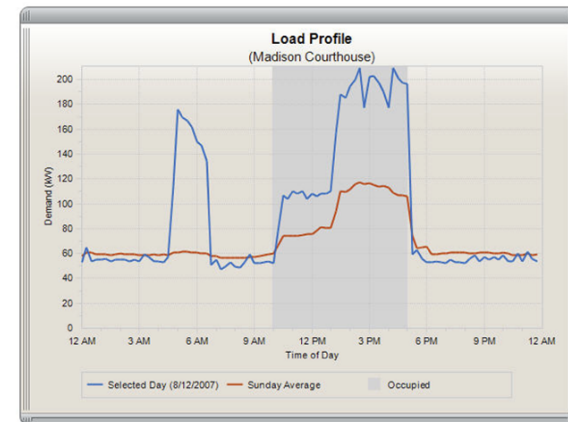 Load Profile
(Madison Courthouse)
Demand (kW)
200
180
160
140
120
100
80
60
40
20
0
12 AM 3 AM 6 AM 9 AM 12 PM 3 PM 6 PM 9 PM 12 AM
Time of Day
Selected Day (8/12/2007) Sunday Average Occupied